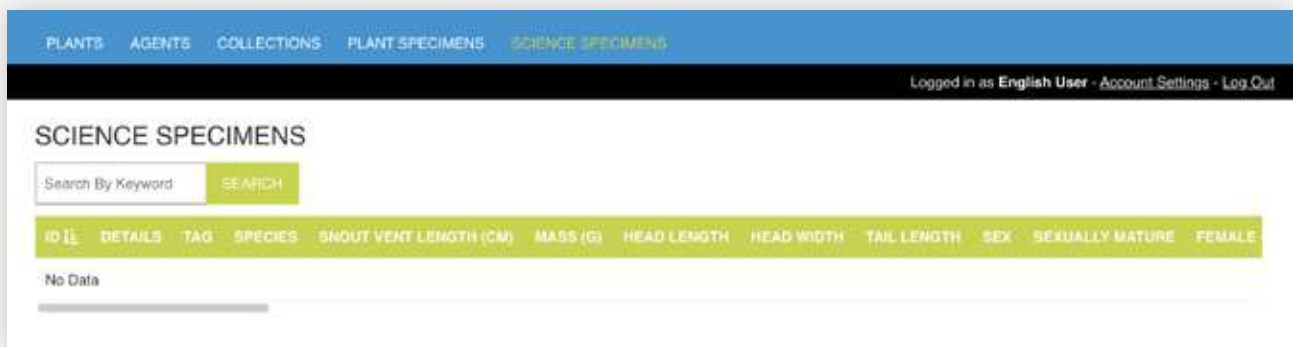 PLANTS AGENTS COLLECTIONS PLANT SPECIMENS SCIENCE SPECIMENS
Logged in as English User - Account Settings - Log Out
SCIENCE SPECIMENS
Search By Keyword SEARCH
ID DETAILS TAG SPECIES SNOUT VENT LENGTH (CM) MASS (G) HEAD LENGTH HEAD WIDTH TAIL LENGTH SEX SEXUALLY MATURE FEMALE
No Data